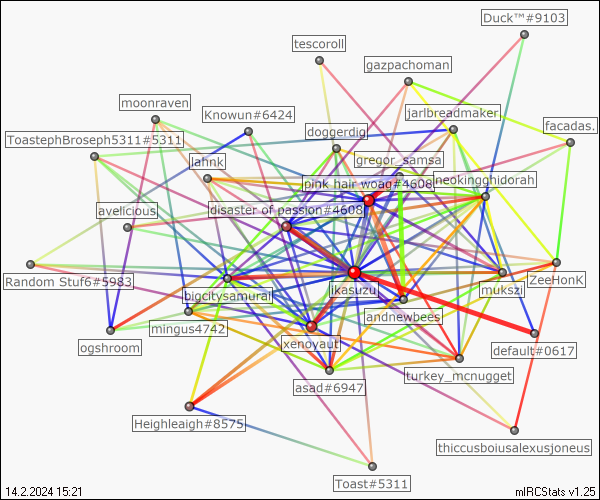 Duck™#9103
tescoroll
gazpachoman
moonraven
Knowun#6424
jarlbreadmaker
facadas.
ToastephBroseph5311#5311
doggerdig
lahnk
gregor_samsa
pink hair woag#4608
neokingghidorah
avelicious
disaster of passion#4608
Random Stuf6#5983
bigcitysamurai
ikasuzu
mukszi
ZeeHonK
mingus4742
andnewbees
ogshroom
xenoyaut
default#0617
asad#6947
turkey_mcnugget
Heighleaigh#8575
thiccusboiusalexusjoneus
Toast#5311
14.2.2024 15:21
mIRCStats v1.25